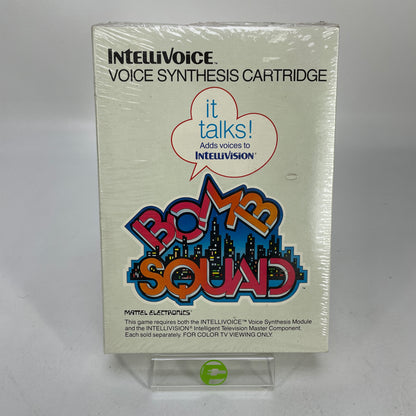 INTELLIVOICE™
VOICE SYNTHESIS CARTRIDGE
it
talks!
Adds voices to
INTELLIVISION®
BOMB
SQUAD
MATTEL ELECTRONICS®
This game requires both the INTELLIVOICE™ Voice Synthesis Module
and the INTELLIVISION® Intelligent Television Master Component.
Each sold separately. FOR COLOR TV VIEWING ONLY.